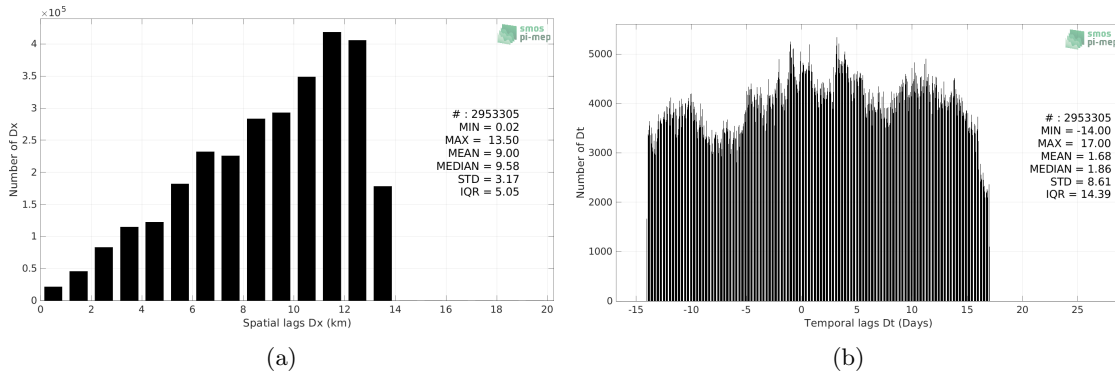 ×10⁵
4
3.5
3
2.5
2
1.5
1
0.5
0
Number of Dx
smos
pi-mep
# : 2953305
MIN = 0.02
MAX = 13.50
MEAN = 9.00
MEDIAN = 9.58
STD = 3.17
IQR = 5.05
0 2 4 6 8 10 12 14 16 18 20
Spatial lags Dx (km)
(a)
5000
4000
3000
2000
1000
0
Number of Dt
smos
pi-mep
# : 2953305
MIN = -14.00
MAX = 17.00
MEAN = 1.68
MEDIAN = 1.86
STD = 8.61
IQR = 14.39
-15 -10 -5 0 5 10 15 20 25
Temporal lags Dt (Days)
(b)